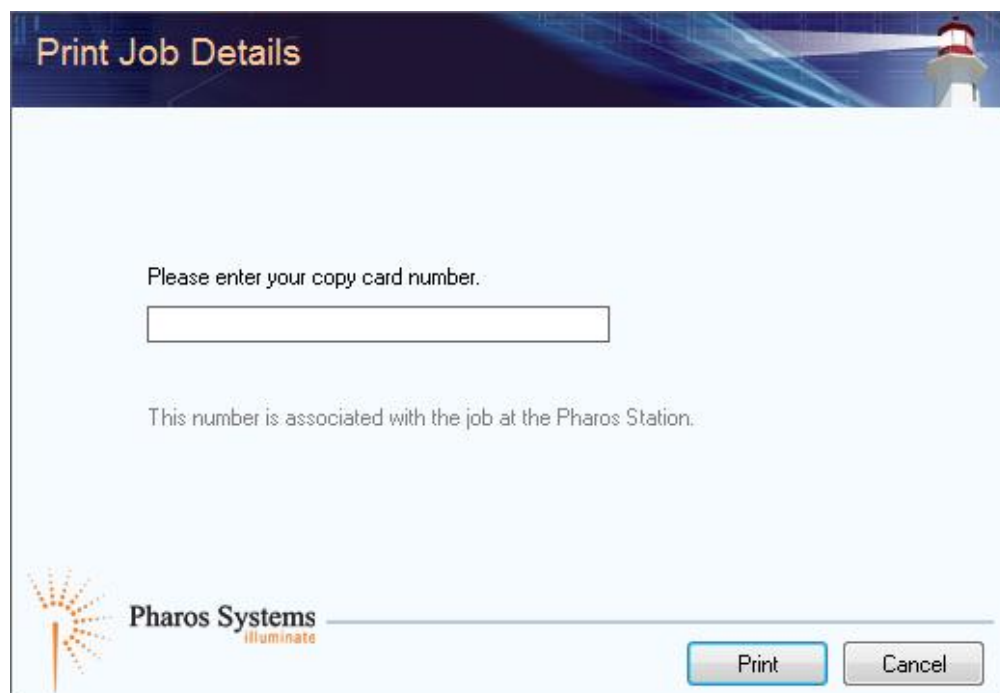 Print Job Details
Please enter your copy card number.
This number is associated with the job at the Pharos Station.
Pharos Systems
illuminate
Print
Cancel